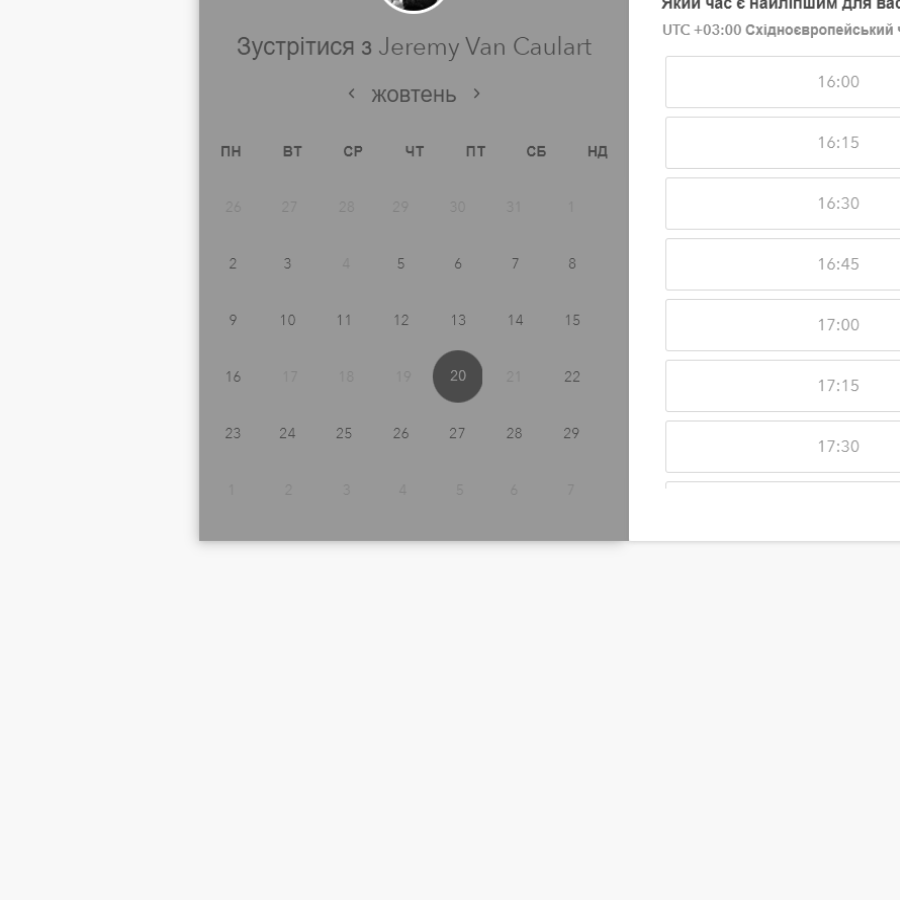 Зустрітися з Jeremy Van Caulart
‹ жовтень ›
ПН ВТ СР ЧТ ПТ СБ НД
26 27 28 29 30 31 1
2 3 4 5 6 7 8
9 10 11 12 13 14 15
16 17 18 19 20 21 22
23 24 25 26 27 28 29
1 2 3 4 5 6 7
Який час є найліпшим для вас
UTC +03:00 Східноєвропейський
16:00
16:15
16:30
16:45
17:00
17:15
17:30